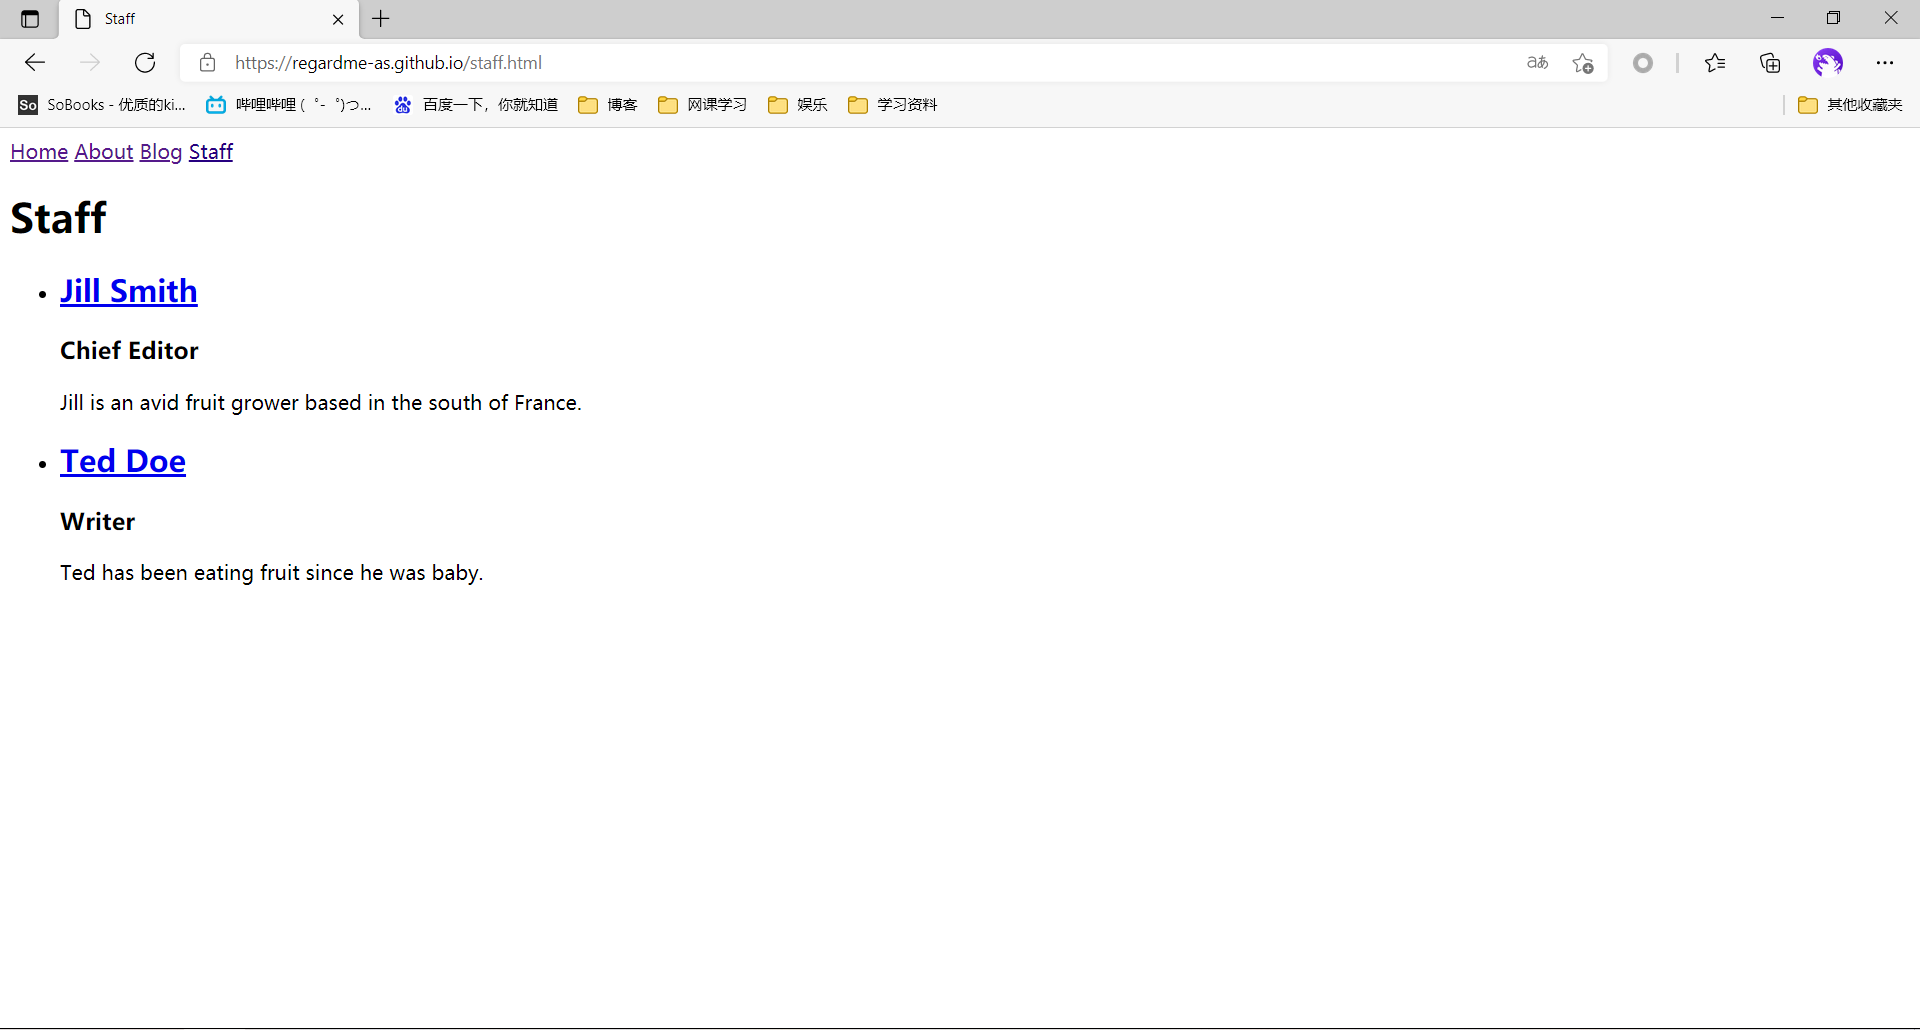 Staff
https://regardme-as.github.io/staff.html
aあ
So SoBooks - 优质的ki... 哔哩哔哩 ( ゜- ゜)つ... 百度一下，你就知道 博客 网课学习 娱乐 学习资料 其他收藏夹
Home About Blog Staff
Staff
Jill Smith
Chief Editor
Jill is an avid fruit grower based in the south of France.
Ted Doe
Writer
Ted has been eating fruit since he was baby.